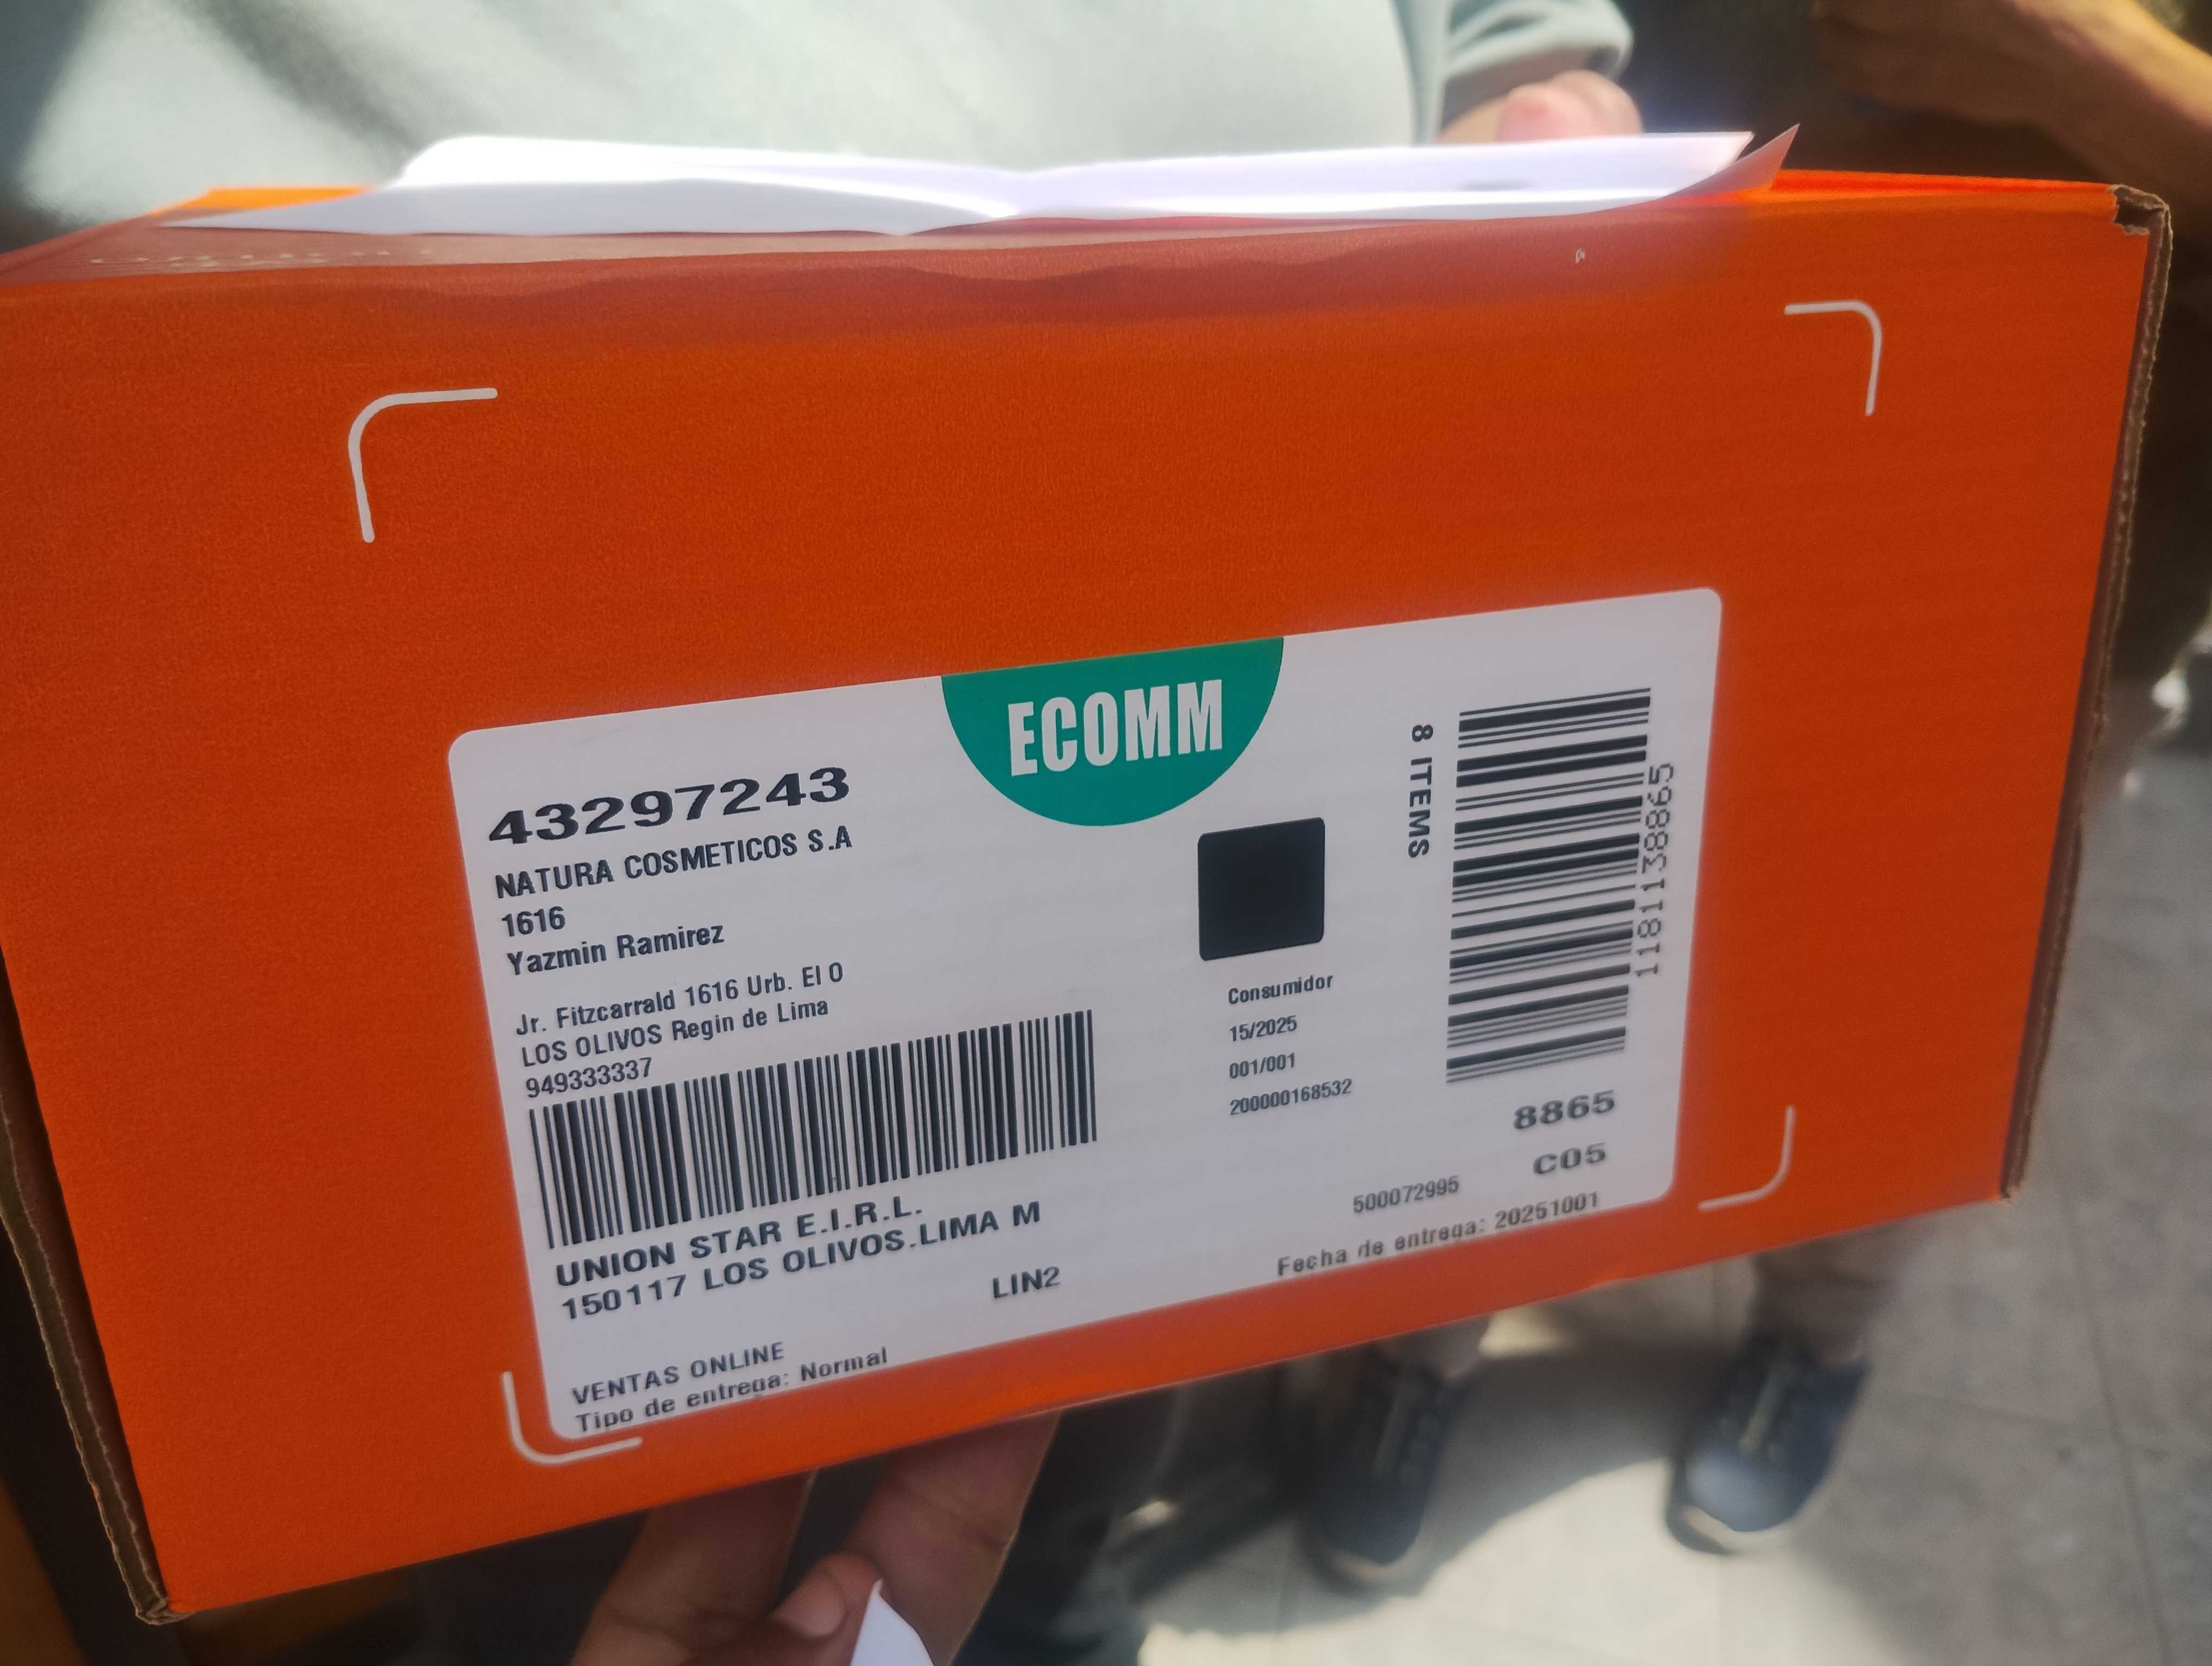 ECOMM
43297243
NATURA COSMETICOS S.A
1616
Yazmin Ramirez
Jr. Fitzcarrald 1616 Urb. El O
LOS OLIVOS Regin de Lima
949333337
UNION STAR E.I.R.L.
150117 LOS OLIVOS.LIMA M
LIN2
VENTAS ONLINE
Tipo de entrega: Normal
Consumidor
15/2025
001/001
200000168532
8 ITEMS
1181138865
8865
C05
500072995
Fecha de entrega: 20251001